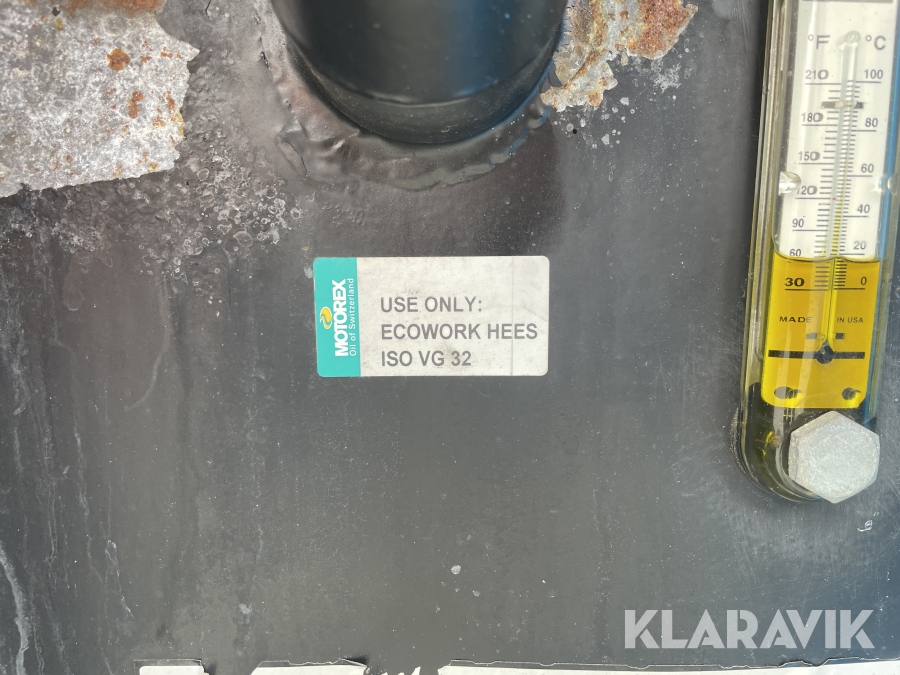 °F °C
210 100
180 80
150 60
120 40
90 20
60
30 0
MADE IN USA
MOTOREX
Oil of Switzerland
USE ONLY:
ECOWORK HEES
ISO VG 32
KLARAVIK